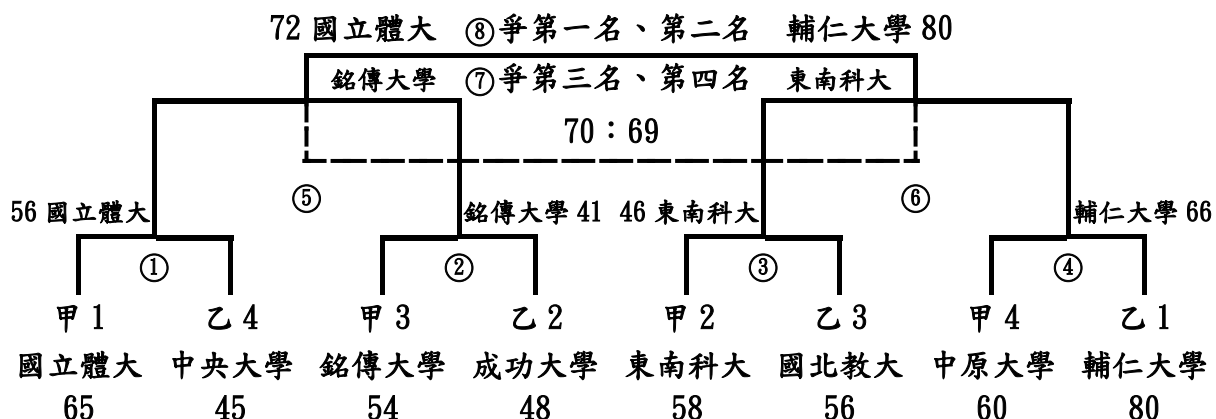 72 國立體大 ⑧爭第一名、第二名 輔仁大學 80
銘傳大學 ⑦爭第三名、第四名 東南科大
70：69
⑤ ⑥
56 國立體大 銘傳大學 41 46 東南科大 輔仁大學 66
① ② ③ ④
甲 1 乙 4 甲 3 乙 2 甲 2 乙 3 甲 4 乙 1
國立體大 中央大學 銘傳大學 成功大學 東南科大 國北教大 中原大學 輔仁大學
65 45 54 48 58 56 60 80